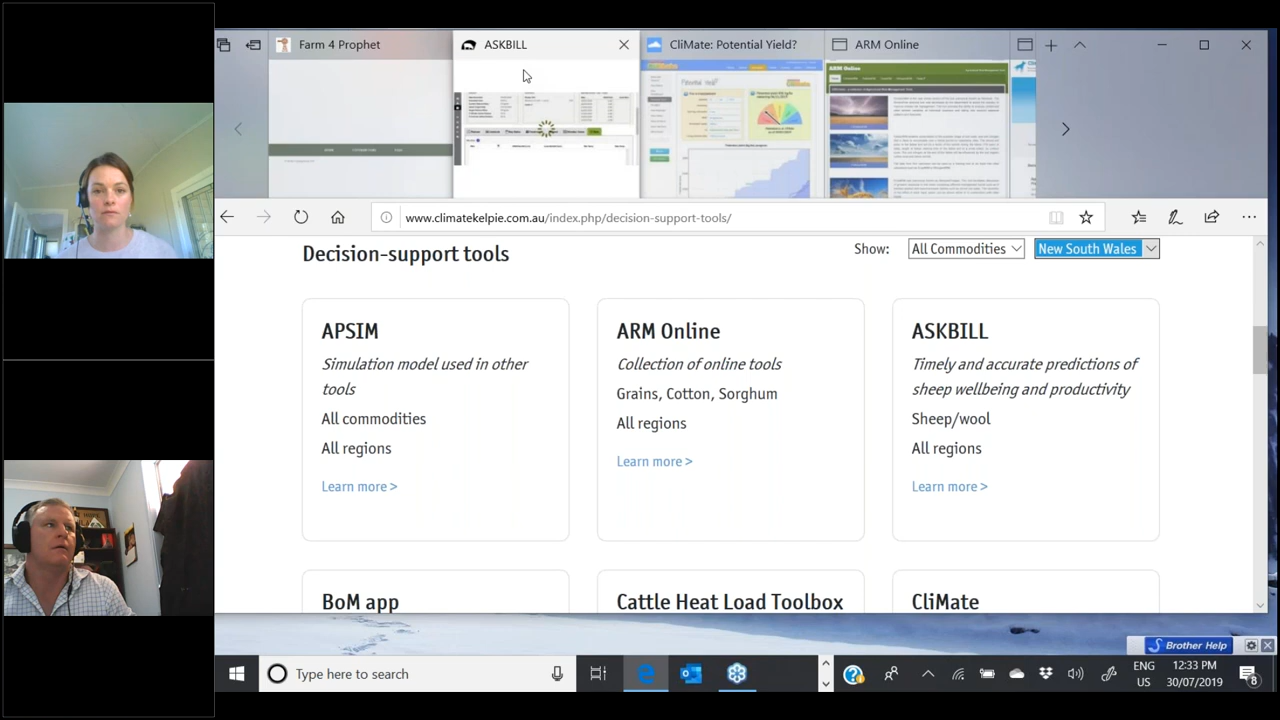 Farm 4 Prophet
ASKBILL
CliMate: Potential Yield?
ARM Online
www.climatekelpie.com.au/index.php/decision-support-tools/
Decision-support tools
Show:
All Commodities
New South Wales
APSIM
Simulation model used in other
tools
All commodities
All regions
Learn more >
ARM Online
Collection of online tools
Grains, Cotton, Sorghum
All regions
Learn more >
ASKBILL
Timely and accurate predictions of
sheep wellbeing and productivity
Sheep/wool
All regions
Learn more >
BoM app
Cattle Heat Load Toolbox
CliMate
Brother Help
Type here to search
ENG
US
12:33 PM
30/07/2019
8